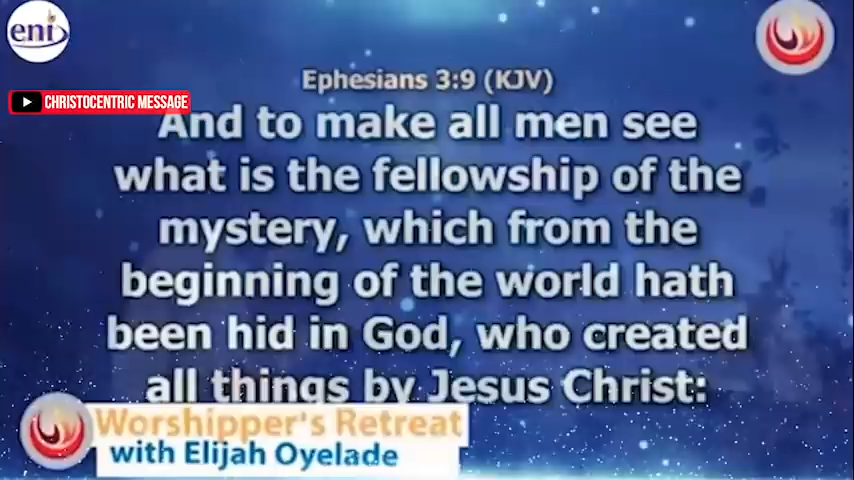 eni
Ephesians 3:9 (KJV)
CHRISTOCENTRIC MESSAGE
And to make all men see
what is the fellowship of the
mystery, which from the
beginning of the world hath
been hid in God, who created
all things by Jesus Christ:
Worshipper's Retreat
with Elijah Oyelade